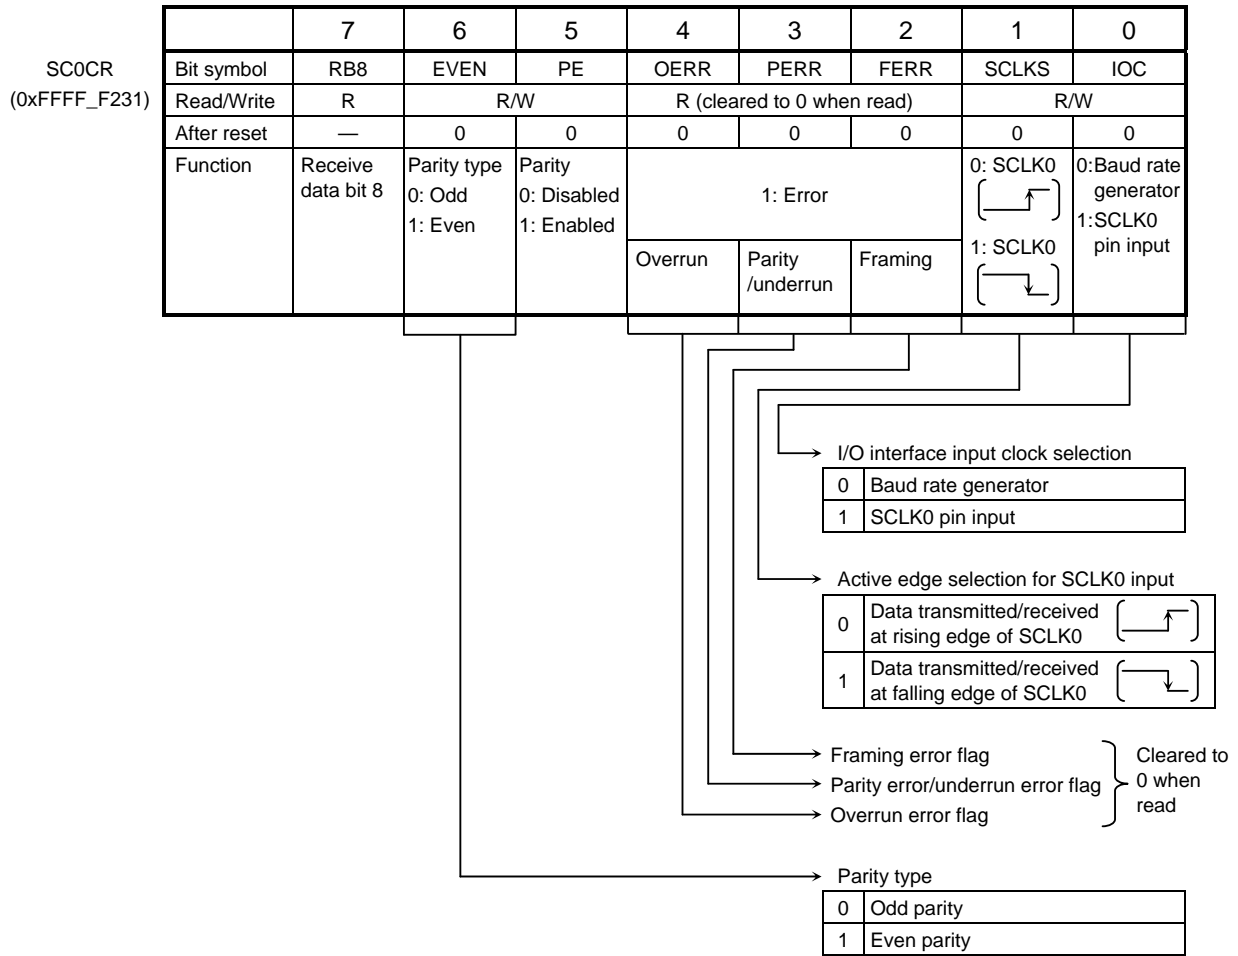 7 6 5 4 3 2 1 0
SC0CR
(0xFFFF_F231)
Bit symbol RB8 EVEN PE OERR PERR FERR SCLKS IOC
Read/Write R R/W R (cleared to 0 when read) R/W
After reset — 0 0 0 0 0 0 0
Function
Receive
data bit 8
Parity type
0: Odd
1: Even
Parity
0: Disabled
1: Enabled
1: Error
Overrun
Parity
/underrun
Framing
0: SCLK0
1: SCLK0
0:Baud rate
generator
1:SCLK0
pin input
I/O interface input clock selection
0 Baud rate generator
1 SCLK0 pin input
Active edge selection for SCLK0 input
0 Data transmitted/received
at rising edge of SCLK0
1 Data transmitted/received
at falling edge of SCLK0
Framing error flag
Parity error/underrun error flag
Overrun error flag
Cleared to
0 when
read
Parity type
0 Odd parity
1 Even parity